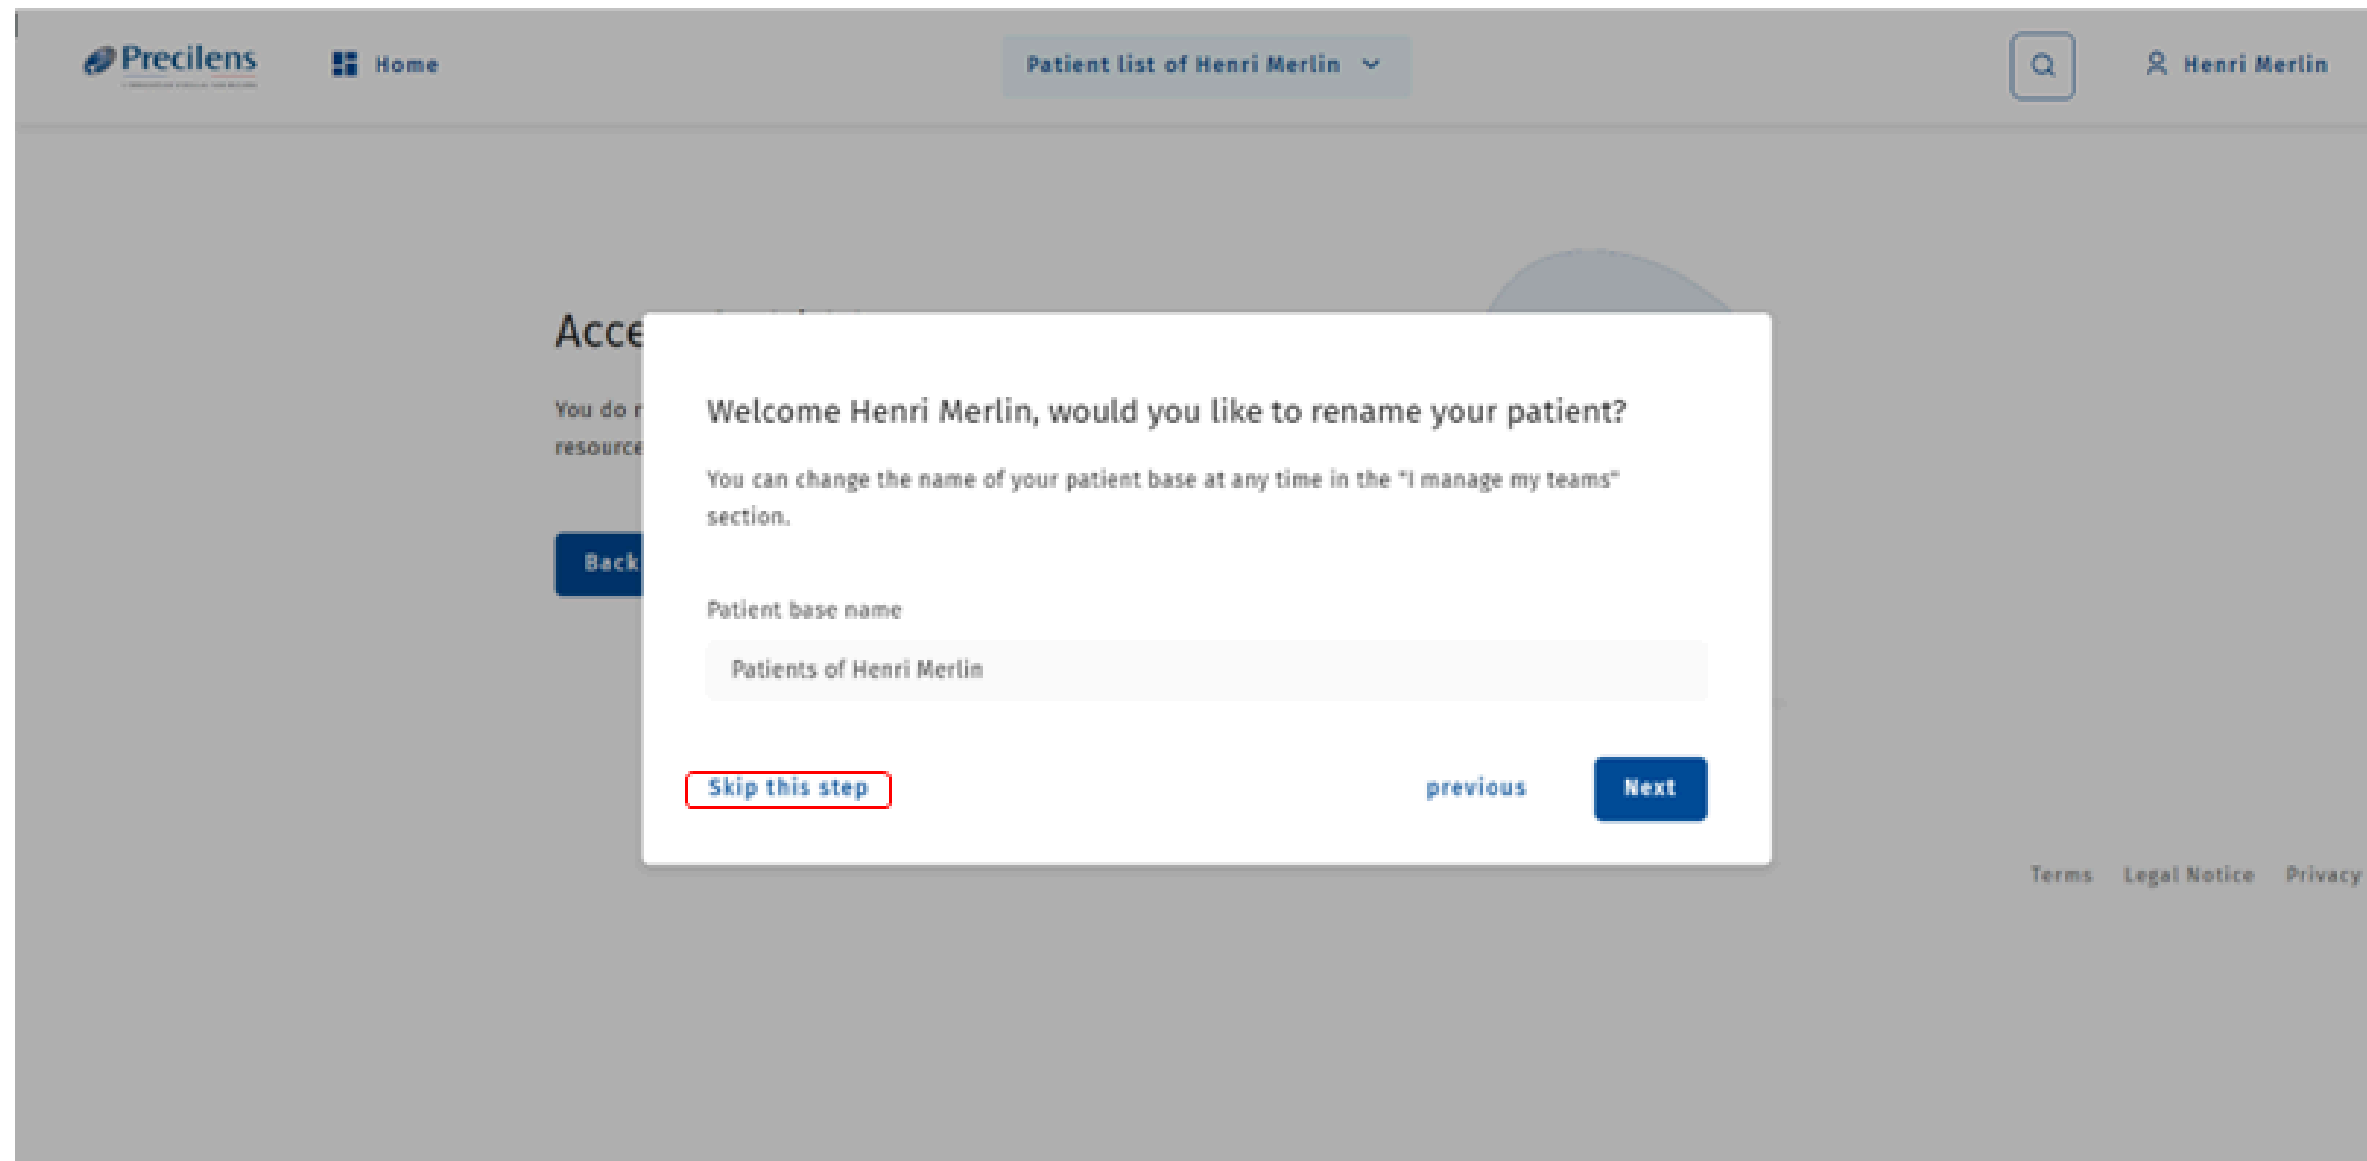 Precilens
Home
Patient list of Henri Merlin
Henri Merlin
Acce
You do
resource
Back
Welcome Henri Merlin, would you like to rename your patient?
You can change the name of your patient base at any time in the "I manage my teams"
section.
Patient base name
Patients of Henri Merlin
Skip this step
previous
Next
Terms
Legal Notice
Privacy